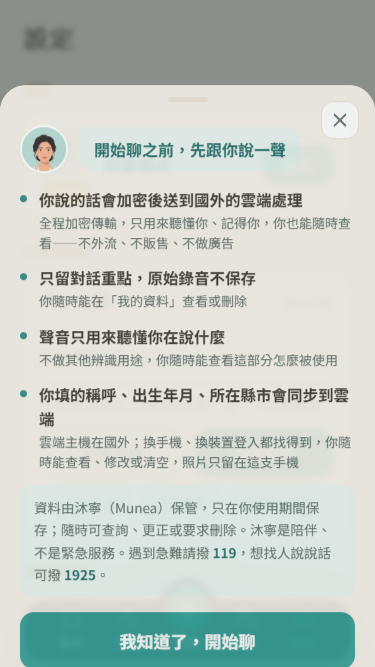 設定
開始聊之前，先跟你說一聲
你說的話會加密後送到國外的雲端處理
全程加密傳輸，只用來聽懂你、記得你，你也能隨時查
看——不外流、不販售、不做廣告
只留對話重點，原始錄音不保存
你隨時能在「我的資料」查看或刪除
聲音只用來聽懂你在說什麼
不做其他辨識用途，你隨時能查看這部分怎麼被使用
你填的稱呼、出生年月、所在縣市會同步到雲
端
雲端主機在國外；換手機、換裝置登入都找得到，你隨
時能查看、修改或清空，照片只留在這支手機
資料由沐寧（Munea）保管，只在你使用期間保
存；隨時可查詢、更正或要求刪除。沐寧是陪伴、
不是緊急服務。遇到急難請撥 119，想找人說說話
可撥 1925。
我知道了，開始聊